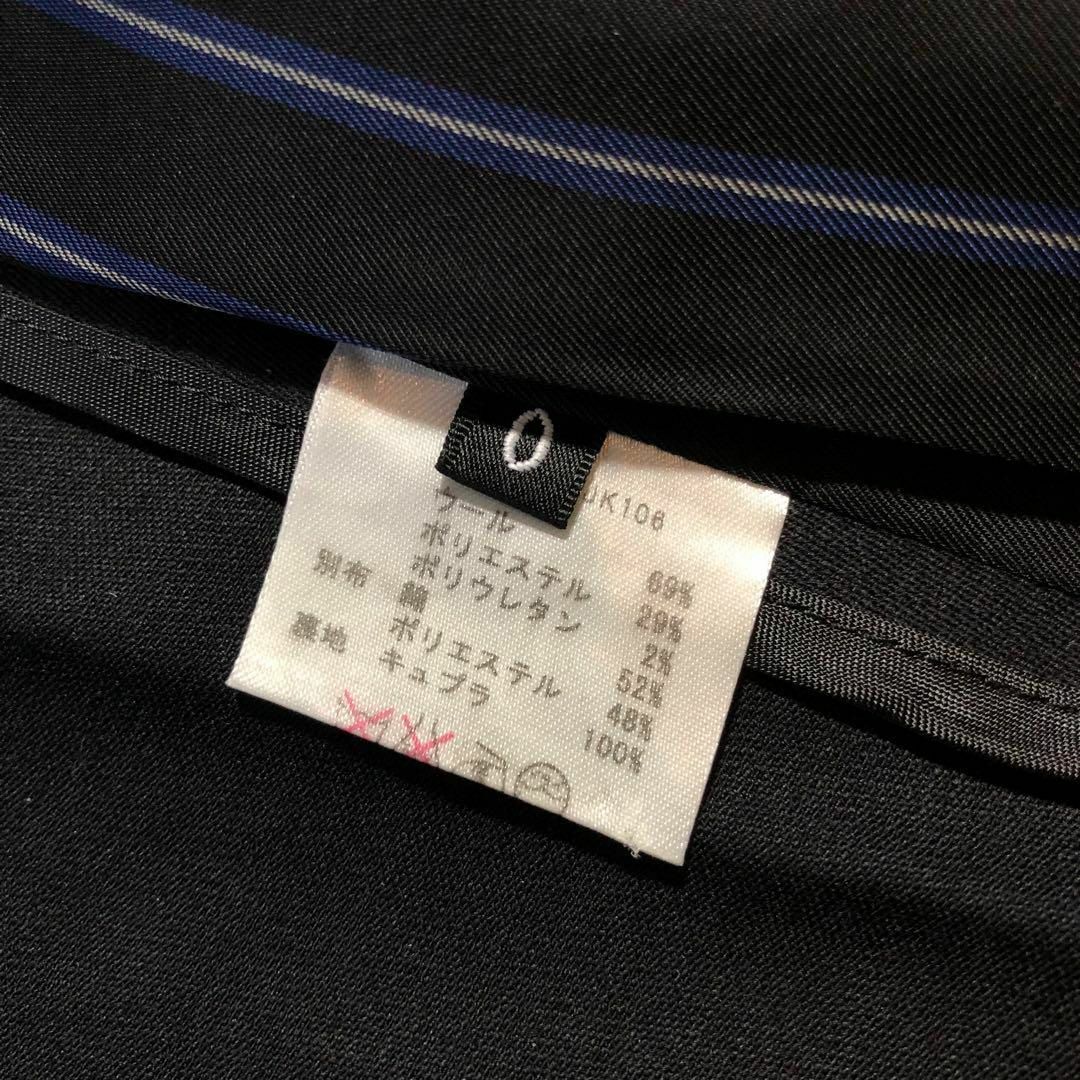 0
JK106
ウール 69%
ポリエステル 29%
ポリウレタン 2%
別布 綿 52%
ポリエステル 48%
裏地 キュプラ 100%